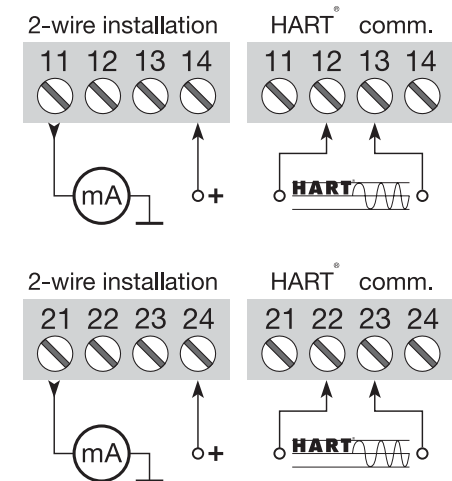 2-wire installation
HART® comm.
11 12 13 14
11 12 13 14
mA
+
HART®
2-wire installation
HART® comm.
21 22 23 24
21 22 23 24
mA
+
HART®